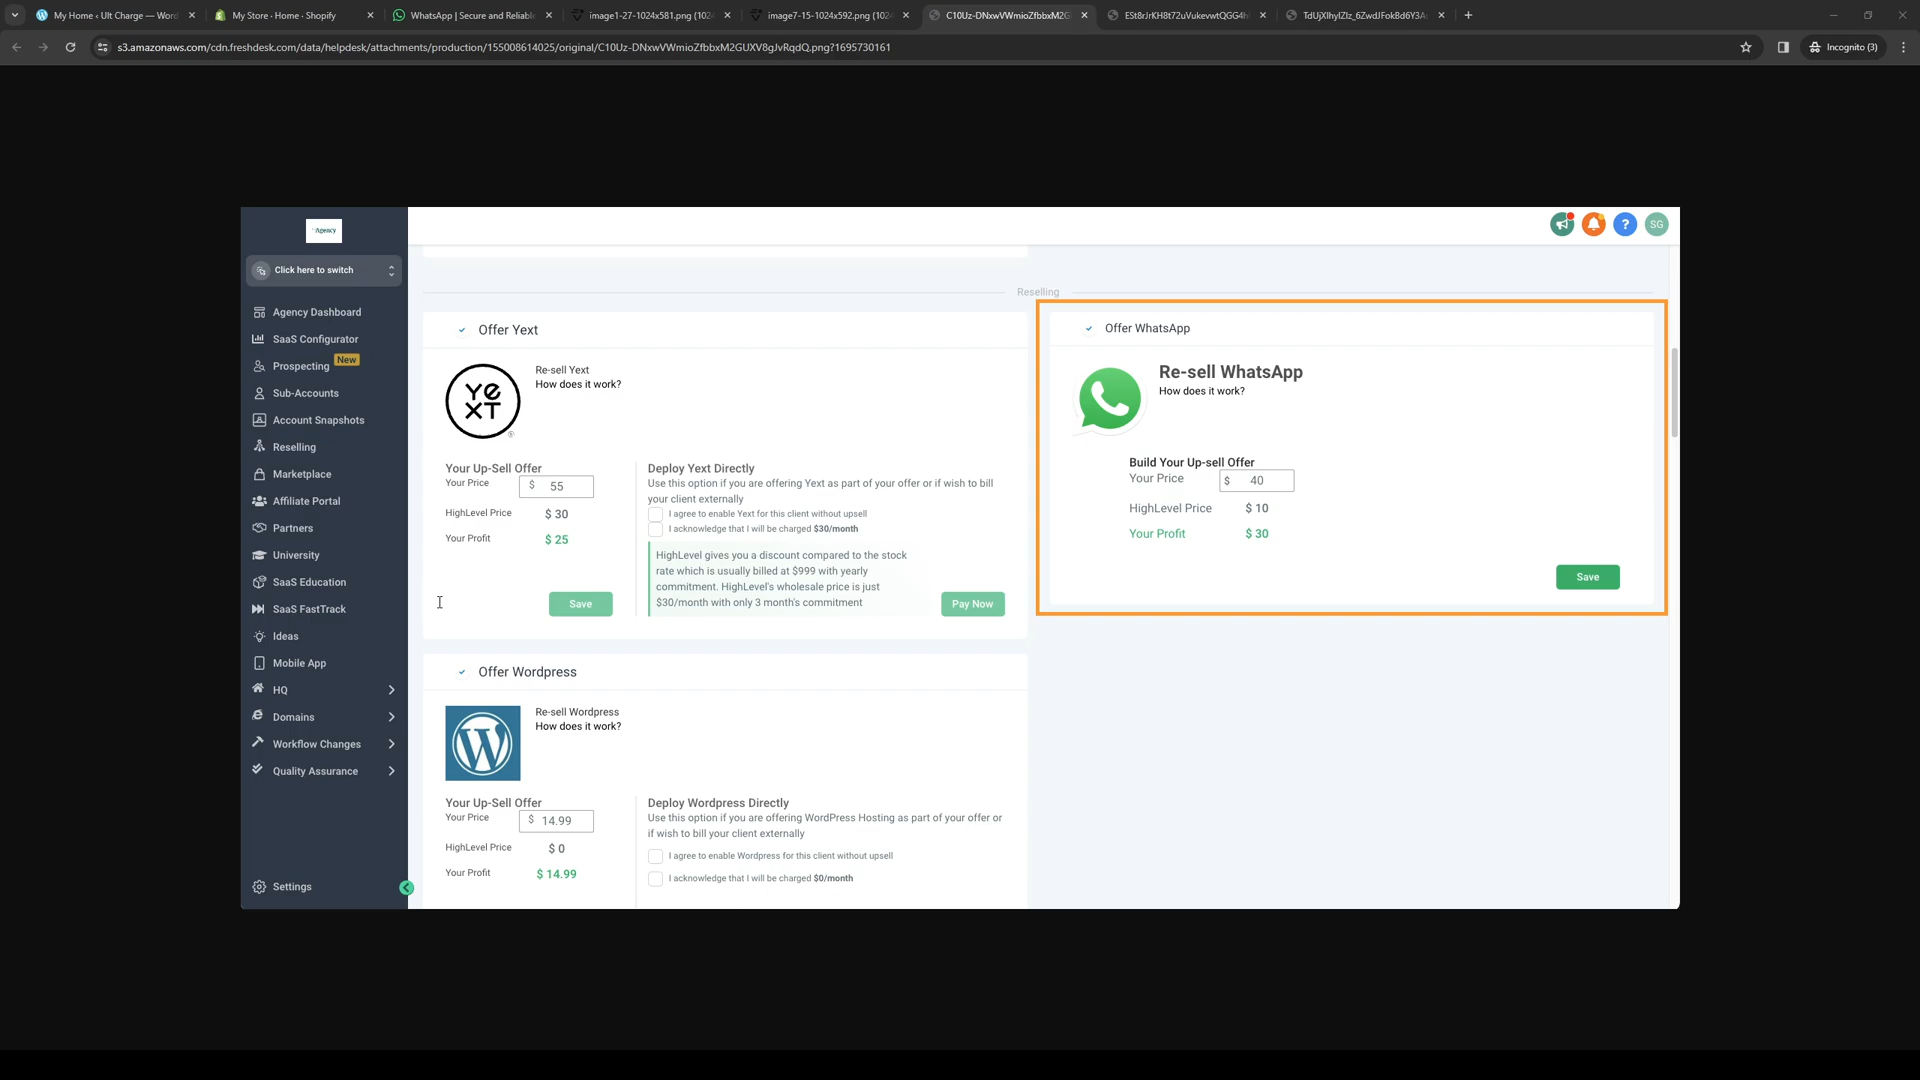 My Home ‹ Ult Charge — Word
My Store · Home · Shopify
WhatsApp | Secure and Reliable
image1-27-1024x581.png (102
image7-15-1024x592.png (102
C10Uz-DNxwVWmioZfbbxM2G
ESt8rJrKH8t72uVukevwtQGG4h
s3.amazonaws.com/cdn.freshdesk.com/data/helpdesk/attachments/production/155008614025/original/C10Uz-DNxwVWmioZfbbxM2GUXV8gJvRqdQ.png?1695730161
Incognito (3)
Agency
SG
Click here to switch
Agency Dashboard
SaaS Configurator
Prospecting New
Sub-Accounts
Account Snapshots
Reselling
Marketplace
Affiliate Portal
Partners
University
SaaS Education
SaaS FastTrack
Ideas
Mobile App
HQ
Domains
Workflow Changes
Quality Assurance
Settings
Reselling
Offer Yext
YEXT
Re-sell Yext
How does it work?
Your Up-Sell Offer
Your Price $ 55
HighLevel Price $ 30
Your Profit $ 25
Save
Deploy Yext Directly
Use this option if you are offering Yext as part of your offer or if wish to bill
your client externally
I agree to enable Yext for this client without upsell
I acknowledge that I will be charged $30/month
HighLevel gives you a discount compared to the stock
rate which is usually billed at $999 with yearly
commitment. HighLevel's wholesale price is just
$30/month with only 3 month's commitment
Pay Now
Offer WhatsApp
Re-sell WhatsApp
How does it work?
Build Your Up-sell Offer
Your Price $ 40
HighLevel Price $ 10
Your Profit $ 30
Save
Offer Wordpress
Re-sell Wordpress
How does it work?
Your Up-Sell Offer
Your Price $ 14.99
HighLevel Price $ 0
Your Profit $ 14.99
Deploy Wordpress Directly
Use this option if you are offering WordPress Hosting as part of your offer or
if wish to bill your client externally
I agree to enable Wordpress for this client without upsell
I acknowledge that I will be charged $0/month